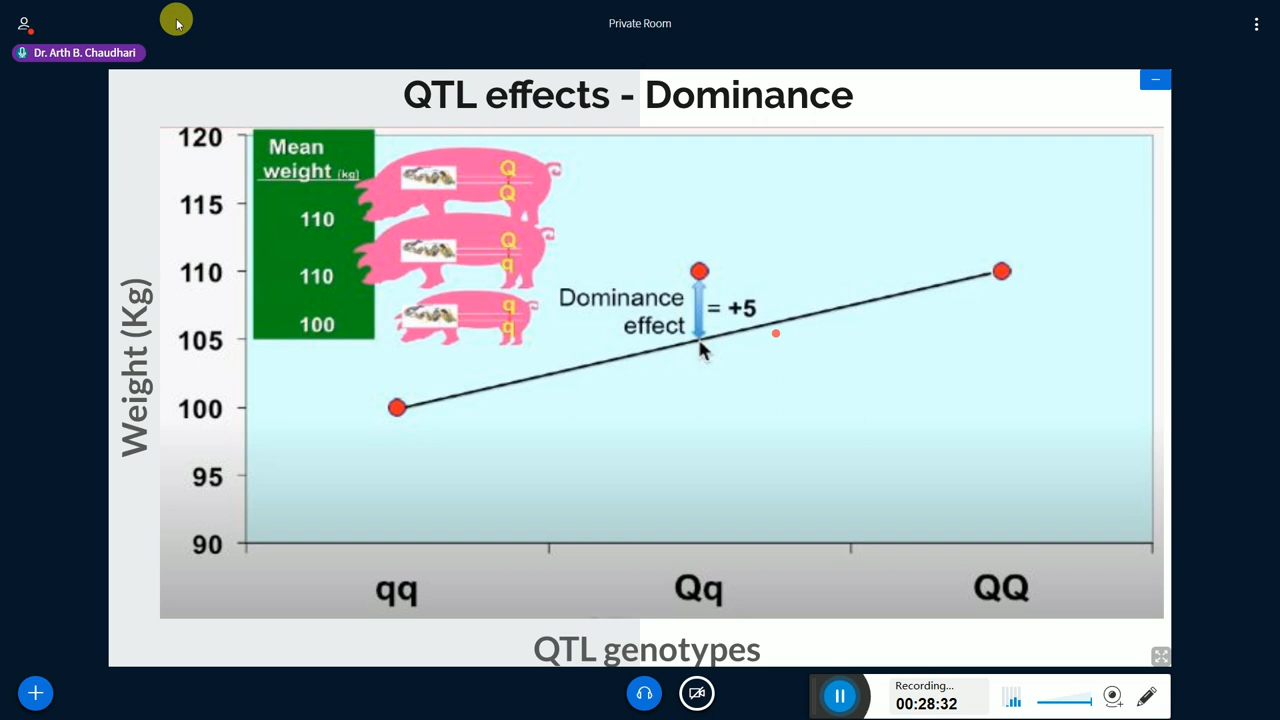 Private Room
Dr. Arth B. Chaudhari
QTL effects - Dominance
120
115
110
105
100
95
90
Weight (Kg)
Mean
weight (kg)
110
110
100
Q
Q
Q
q
q
q
Dominance
effect
= +5
qq
Qq
QQ
QTL genotypes
Recording...
00:28:32